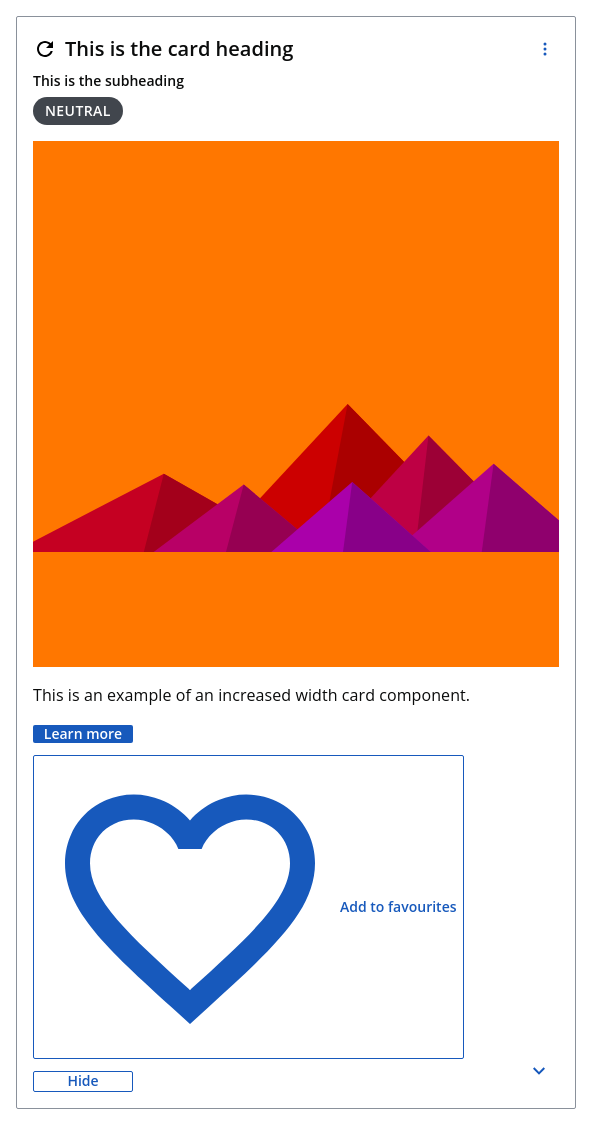 This is the card heading
This is the subheading
NEUTRAL
This is an example of an increased width card component.
Learn more
Add to favourites
Hide